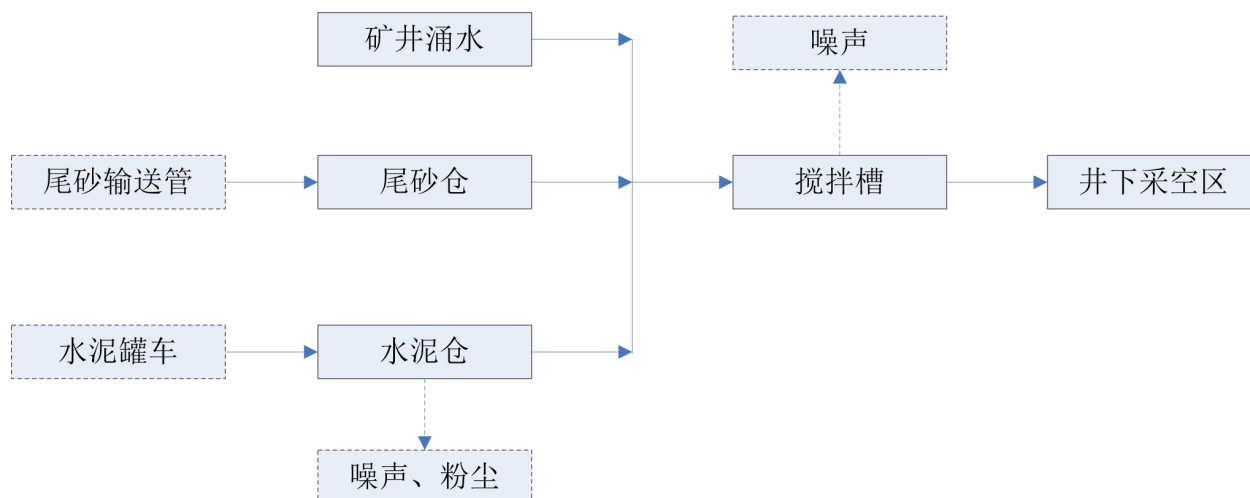 矿井涌水
噪声
尾砂输送管
尾砂仓
搅拌槽
井下采空区
水泥罐车
水泥仓
噪声、粉尘